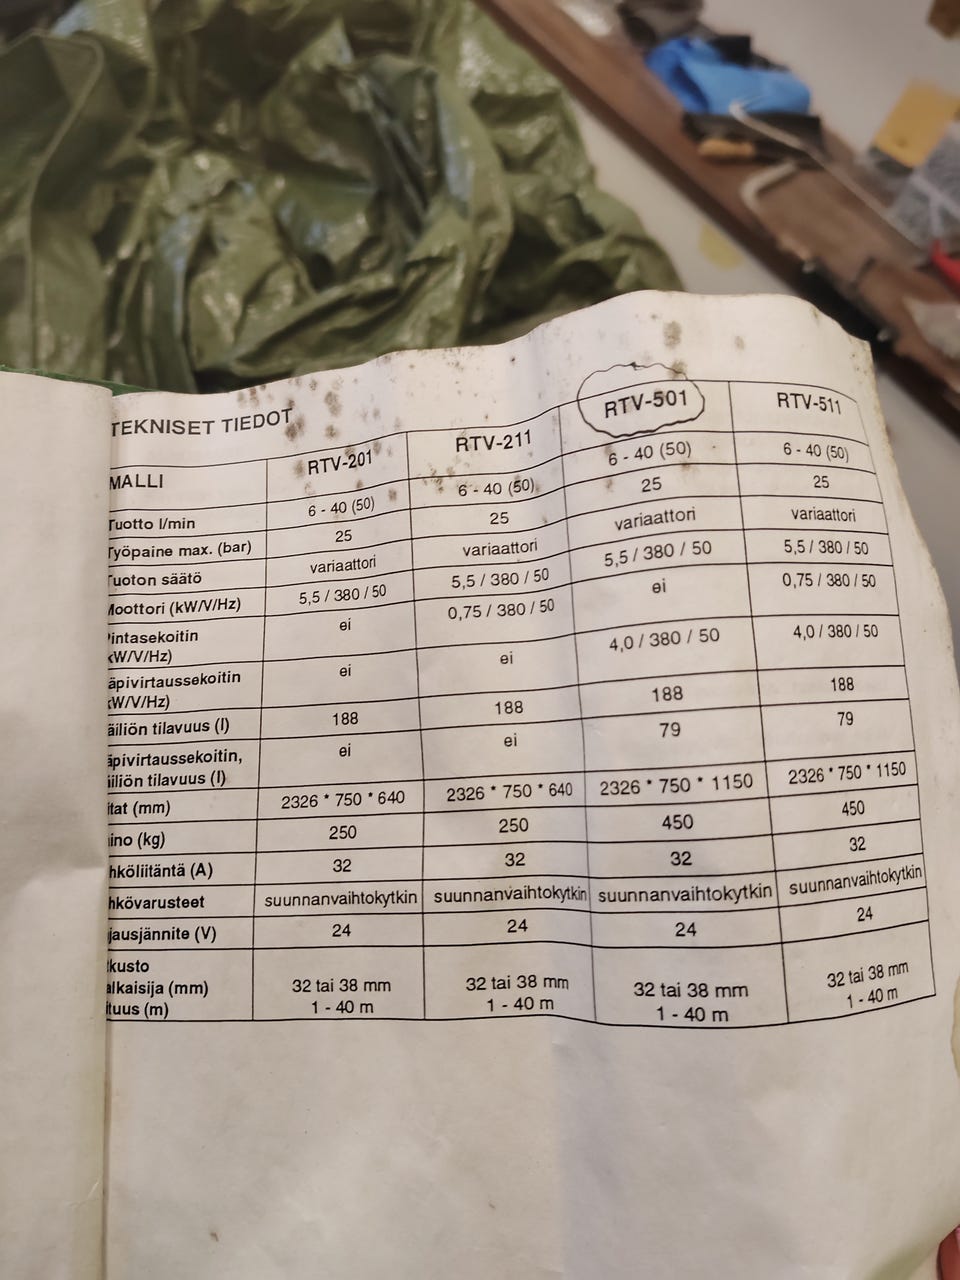 TEKNISET TIEDOT
MALLI RTV-201 RTV-211 RTV-501 RTV-511
Tuotto l/min 6 - 40 (50) 6 - 40 (50) 6 - 40 (50) 6 - 40 (50)
Työpaine max. (bar) 25 25 25 25
Tuoton säätö variaattori variaattori variaattori variaattori
Moottori (kW/V/Hz) 5,5 / 380 / 50 5,5 / 380 / 50 5,5 / 380 / 50 5,5 / 380 / 50
Pintasekoitin ei 0,75 / 380 / 50 ei 0,75 / 380 / 50
kW/V/Hz)
äpivirtaussekoitin ei ei 4,0 / 380 / 50 4,0 / 380 / 50
kW/V/Hz)
äiliön tilavuus (l) 188 188 188 188
äpivirtaussekoitin, ei ei 79 79
äiliön tilavuus (l)
itat (mm) 2326 * 750 * 640 2326 * 750 * 640 2326 * 750 * 1150 2326 * 750 * 1150
ino (kg) 250 250 450 450
hköliitäntä (A) 32 32 32 32
hkövarusteet suunnanvaihtokytkin suunnanvaihtokytkin suunnanvaihtokytkin suunnanvaihtokytkin
jausjännite (V) 24 24 24 24
tkusto
alkaisija (mm) 32 tai 38 mm 32 tai 38 mm 32 tai 38 mm 32 tai 38 mm
ituus (m) 1 - 40 m 1 - 40 m 1 - 40 m 1 - 40 m